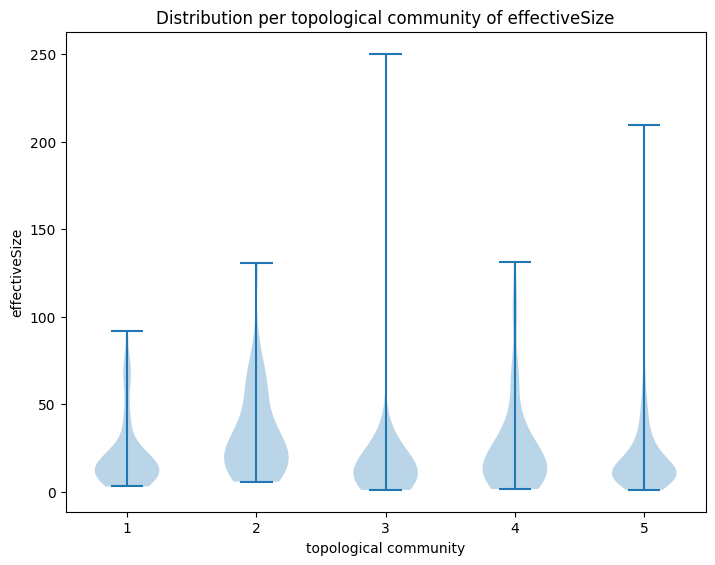 Distribution per topological community of effectiveSize
effectiveSize
250
200
150
100
50
0
1 2 3 4 5
topological community